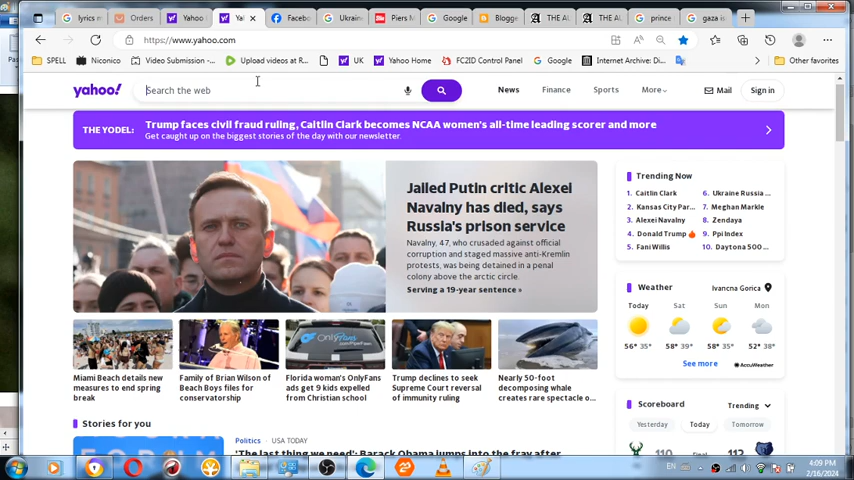 lyrics m
Orders
Yahoo
Yal
Facebo
Ukraine
Piers M
Google
Blogge
THE AU
THE AU
prince
gaza is
https://www.yahoo.com
SPELL
Niconico
Video Submission -...
Upload videos at R...
UK
Yahoo Home
FC2ID Control Panel
Google
Internet Archive: Di...
Other favorites
yahoo!
Search the web
News
Finance
Sports
More
Mail
Sign in
THE YODEL:
Trump faces civil fraud ruling, Caitlin Clark becomes NCAA women's all-time leading scorer and more
Get caught up on the biggest stories of the day with our newsletter.
Jailed Putin critic Alexei
Navalny has died, says
Russia's prison service
Navalny, 47, who crusaded against official
corruption and staged massive anti-Kremlin
protests, was being detained in a penal
colony above the arctic circle.
Serving a 19-year sentence »
Trending Now
1. Caitlin Clark
2. Kansas City Par...
3. Alexei Navalny
4. Donald Trump
5. Fani Willis
6. Ukraine Russia ...
7. Meghan Markle
8. Zendaya
9. Ppi Index
10. Daytona 500 ...
Weather
Ivancna Gorica
Today
Sat
Sun
Mon
56° 35°
58° 39°
58° 35°
52° 38°
See more
AccuWeather
OnlyFans
Miami Beach details new
measures to end spring
break
Family of Brian Wilson of
Beach Boys files for
conservatorship
Florida woman's OnlyFans
ads get 9 kids expelled
from Christian school
Trump declines to seek
Supreme Court reversal
of immunity ruling
Nearly 50-foot
decomposing whale
creates rare spectacle o...
Scoreboard
Trending
Yesterday
Today
Tomorrow
110
Final
112
Stories for you
Politics · USA TODAY
'The last thing we need': Barack Obama jumps into the fray after
EN
4:09 PM
2/16/2024